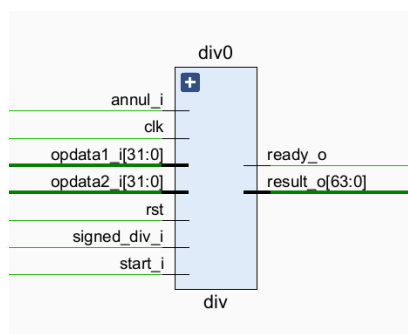 div0
annul_i
clk
opdata1_i[31:0]
opdata2_i[31:0]
rst
signed_div_i
start_i
ready_o
result_o[63:0]
div